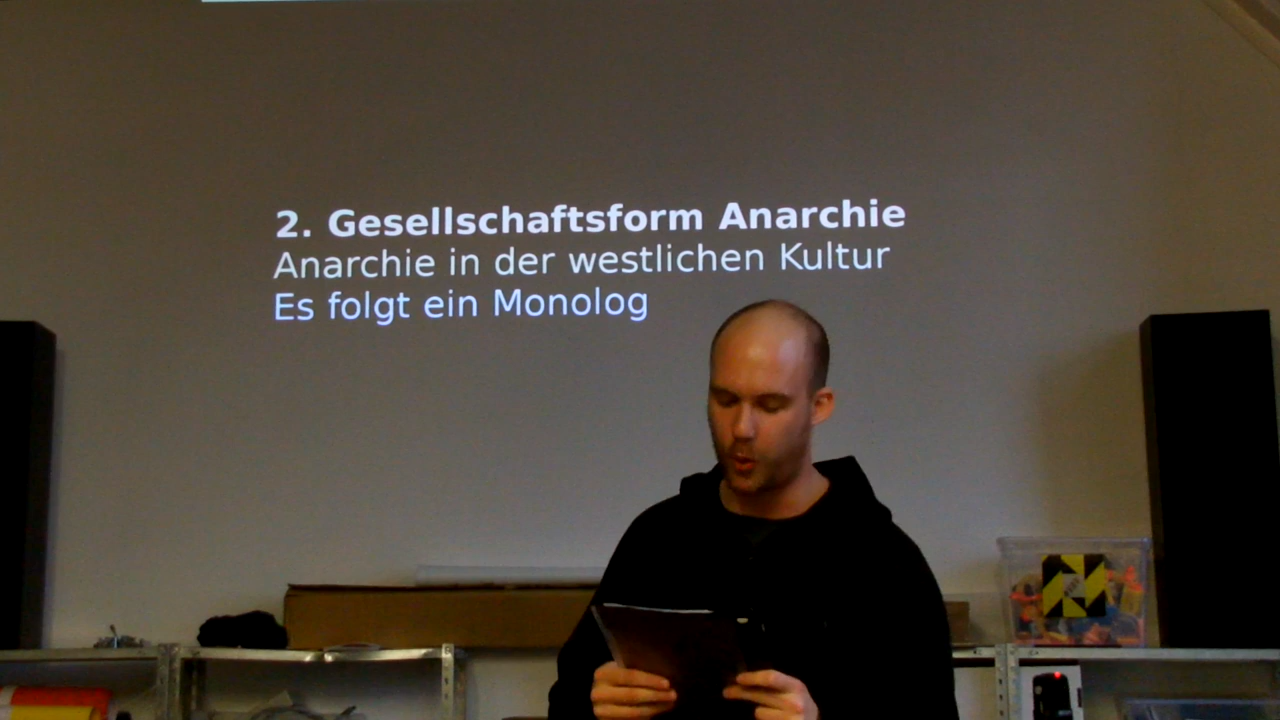 2. Gesellschaftsform Anarchie
Anarchie in der westlichen Kultur
Es folgt ein Monolog